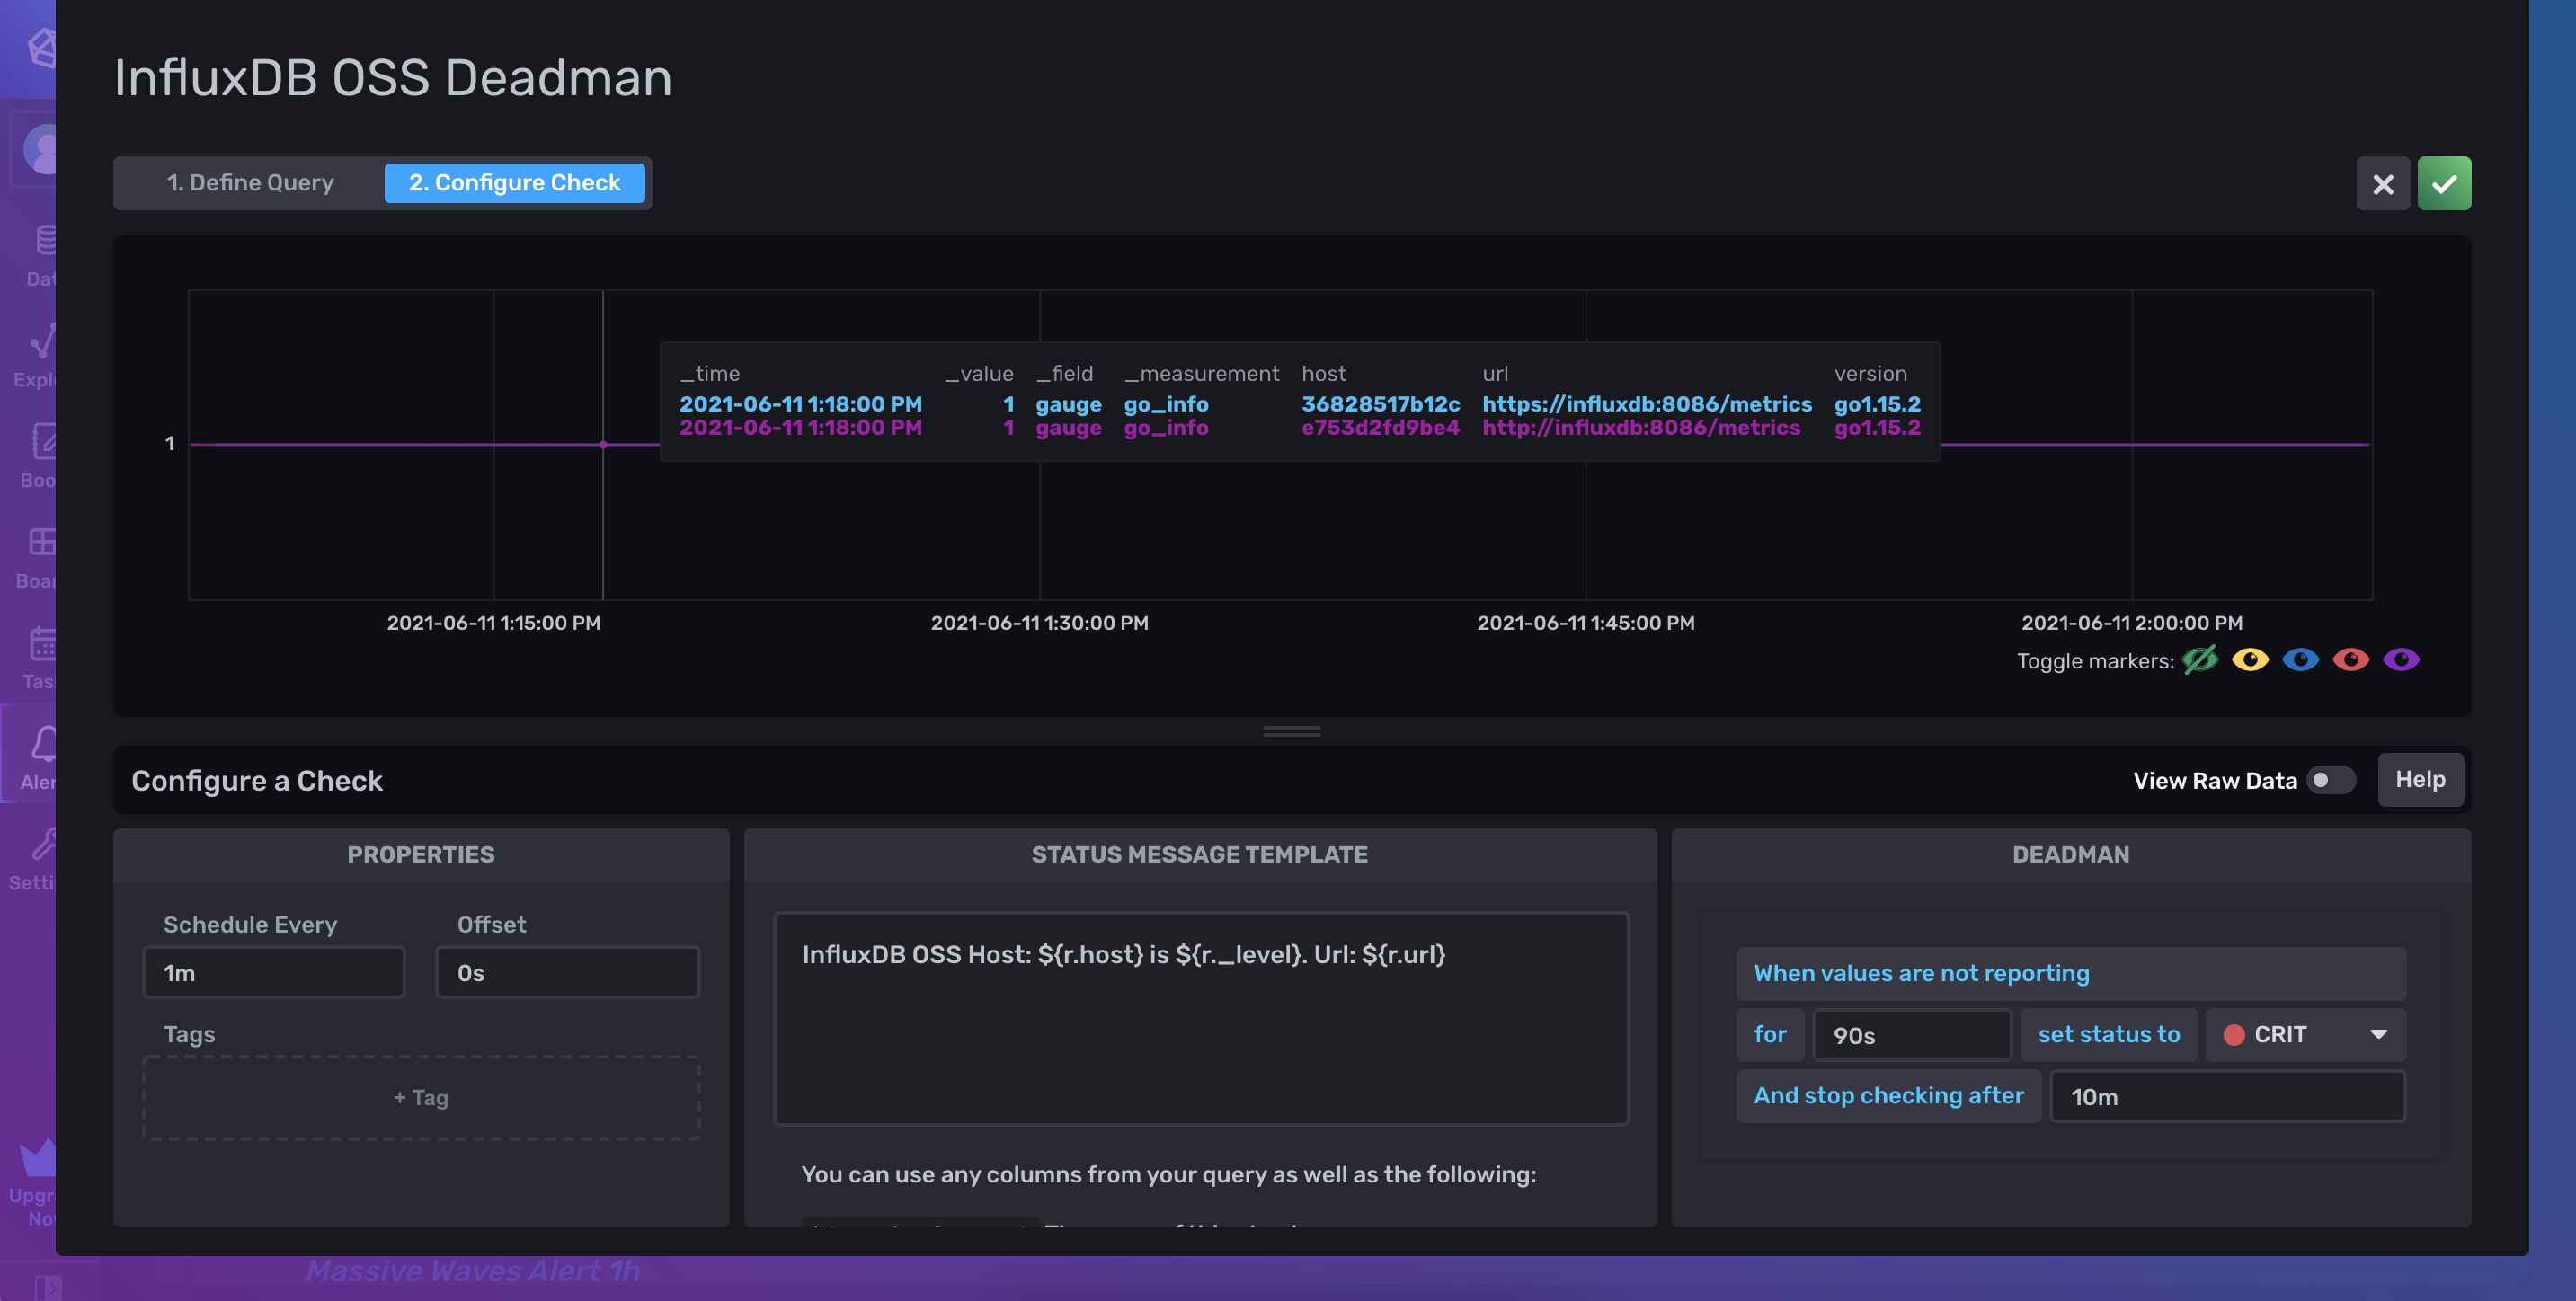 InfluxDB OSS Deadman
1. Define Query
2. Configure Check
_time _value _field _measurement host url version
2021-06-11 1:18:00 PM 1 gauge go_info 36828517b12c https://influxdb:8086/metrics go1.15.2
2021-06-11 1:18:00 PM 1 gauge go_info e753d2fd9be4 http://influxdb:8086/metrics go1.15.2
1
2021-06-11 1:15:00 PM 2021-06-11 1:30:00 PM 2021-06-11 1:45:00 PM 2021-06-11 2:00:00 PM
Toggle markers:
Configure a Check
View Raw Data
Help
PROPERTIES
Schedule Every Offset
1m 0s
Tags
+ Tag
STATUS MESSAGE TEMPLATE
InfluxDB OSS Host: ${r.host} is ${r._level}. Url: ${r.url}
You can use any columns from your query as well as the following:
DEADMAN
When values are not reporting
for 90s set status to CRIT
And stop checking after 10m
Dat
Expl
Boo
Boar
Tas
Aler
Setti
Upgr
No
Massive Waves Alert 1h